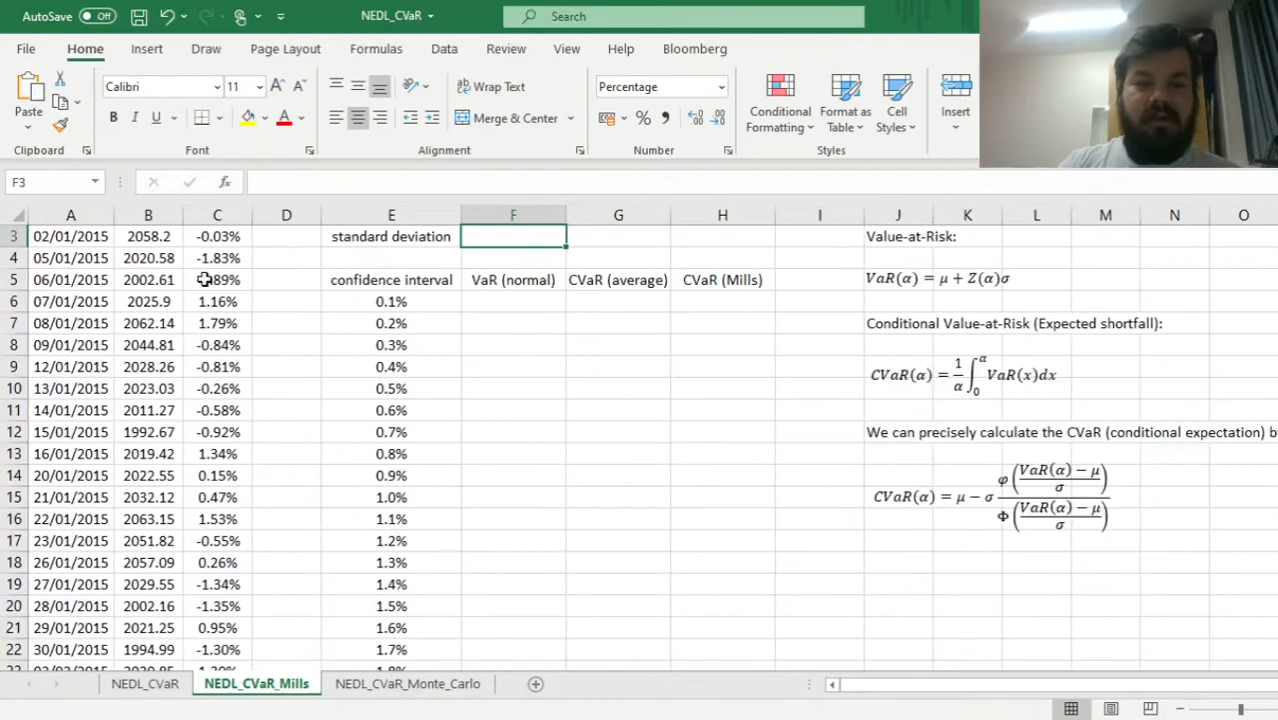 AutoSave Off NEDL_CVaR Search
File Home Insert Draw Page Layout Formulas Data Review View Help Bloomberg
Calibri 11 Wrap Text Percentage
Paste B I U A Merge & Center Conditional Formatting Format as Table Cell Styles Insert
Clipboard Font Alignment Number Styles
F3 fx
A B C D E F G H I J K L M N O
3 02/01/2015 2058.2 -0.03% standard deviation Value-at-Risk:
4 05/01/2015 2020.58 -1.83%
5 06/01/2015 2002.61 89% confidence interval VaR (normal) CVaR (average) CVaR (Mills) VaR(α) = μ + Z(α)σ
6 07/01/2015 2025.9 1.16% 0.1%
7 08/01/2015 2062.14 1.79% 0.2% Conditional Value-at-Risk (Expected shortfall):
8 09/01/2015 2044.81 -0.84% 0.3%
9 12/01/2015 2028.26 -0.81% 0.4% CVaR(α) = 1/α ∫₀^α VaR(x)dx
10 13/01/2015 2023.03 -0.26% 0.5%
11 14/01/2015 2011.27 -0.58% 0.6%
12 15/01/2015 1992.67 -0.92% 0.7% We can precisely calculate the CVaR (conditional expectation) b
13 16/01/2015 2019.42 1.34% 0.8%
14 20/01/2015 2022.55 0.15% 0.9%
15 21/01/2015 2032.12 0.47% 1.0% CVaR(α) = μ − σ φ((VaR(α) − μ)/σ) / Φ((VaR(α) − μ)/σ)
16 22/01/2015 2063.15 1.53% 1.1%
17 23/01/2015 2051.82 -0.55% 1.2%
18 26/01/2015 2057.09 0.26% 1.3%
19 27/01/2015 2029.55 -1.34% 1.4%
20 28/01/2015 2002.16 -1.35% 1.5%
21 29/01/2015 2021.25 0.95% 1.6%
22 30/01/2015 1994.99 -1.30% 1.7%
NEDL_CVaR NEDL_CVaR_Mills NEDL_CVaR_Monte_Carlo